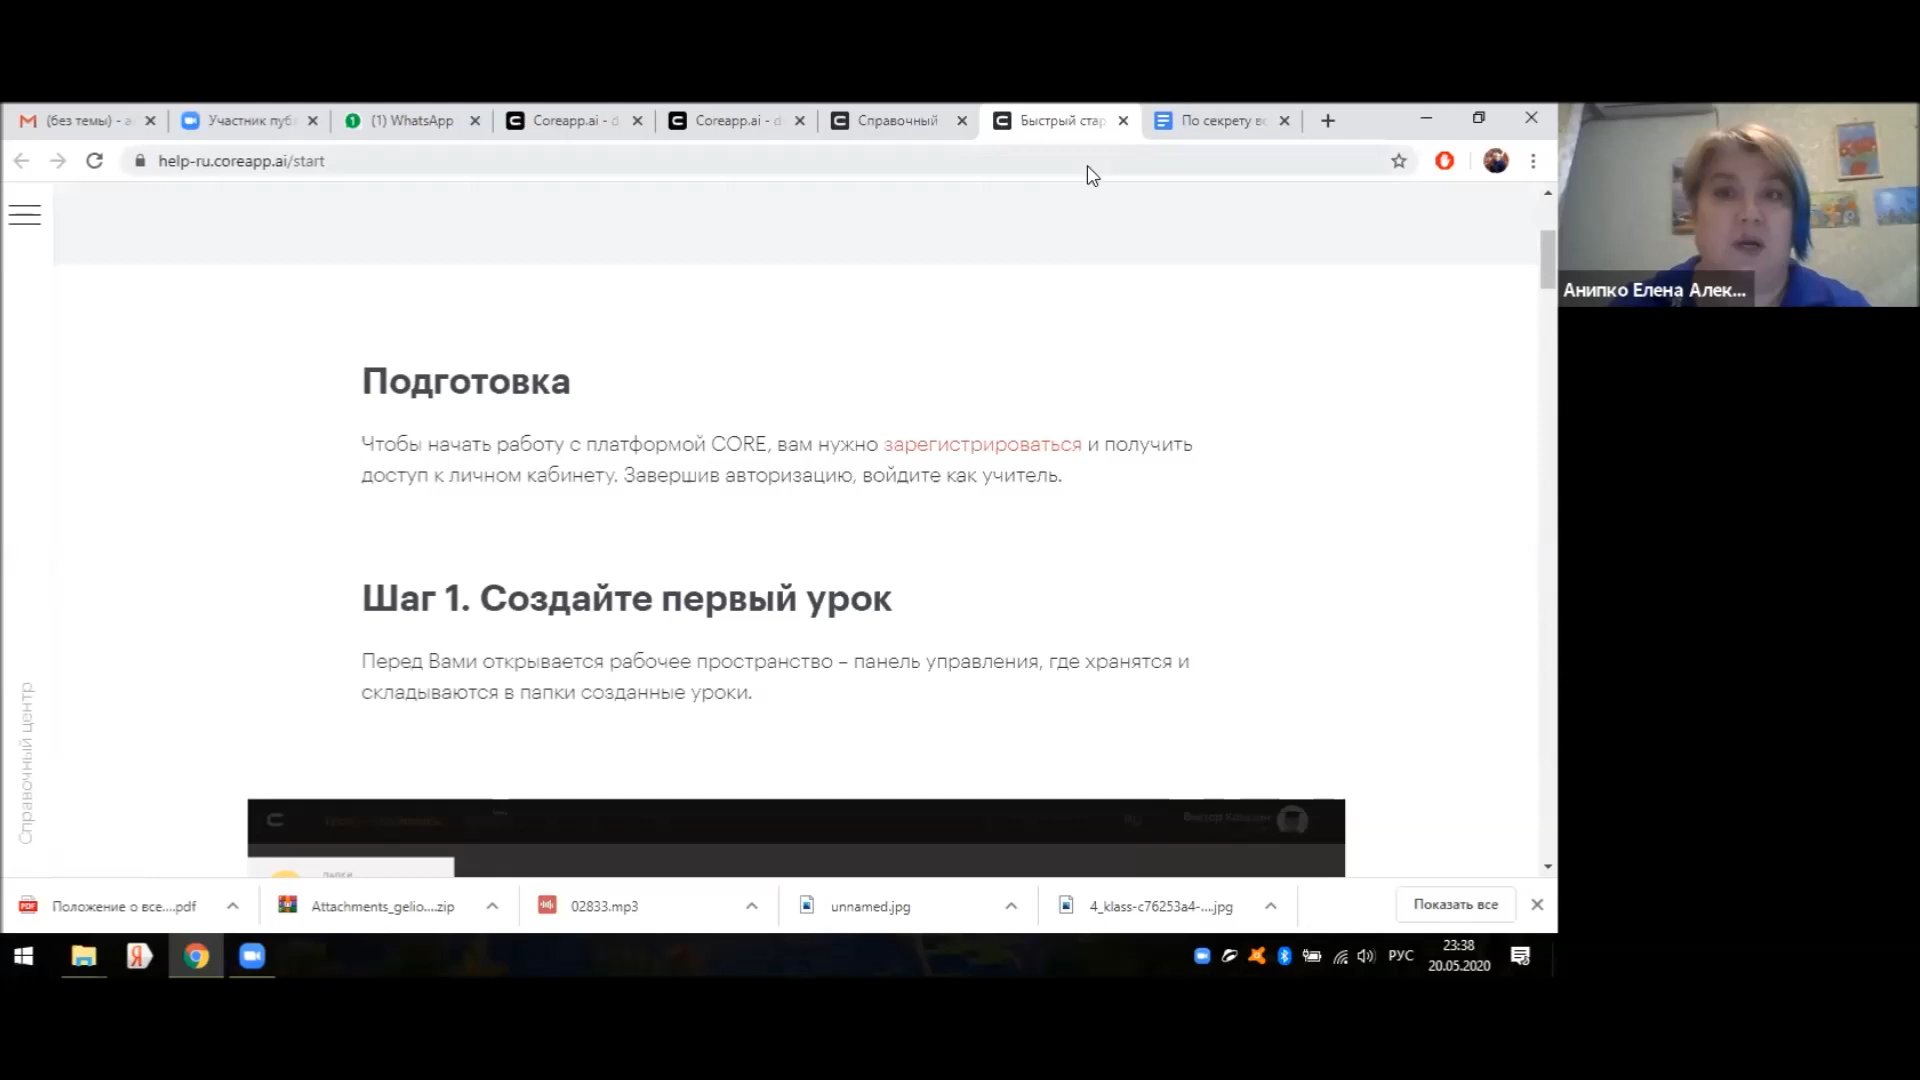 (без темы) - a
Участник пуб
(1) WhatsApp
Coreapp.ai - d
Coreapp.ai - d
Справочный
Быстрый стар
По секрету вс
help-ru.coreapp.ai/start
Анипко Елена Алек...
Подготовка
Чтобы начать работу с платформой CORE, вам нужно зарегистрироваться и получить
доступ к личном кабинету. Завершив авторизацию, войдите как учитель.
Шаг 1. Создайте первый урок
Перед Вами открывается рабочее пространство – панель управления, где хранятся и
складываются в папки созданные уроки.
Справочный центр
ПАПКИ
Положение о все....pdf
Attachments_gelio....zip
02833.mp3
unnamed.jpg
4_klass-c76253a4-....jpg
Показать все
РУС
23:38
20.05.2020